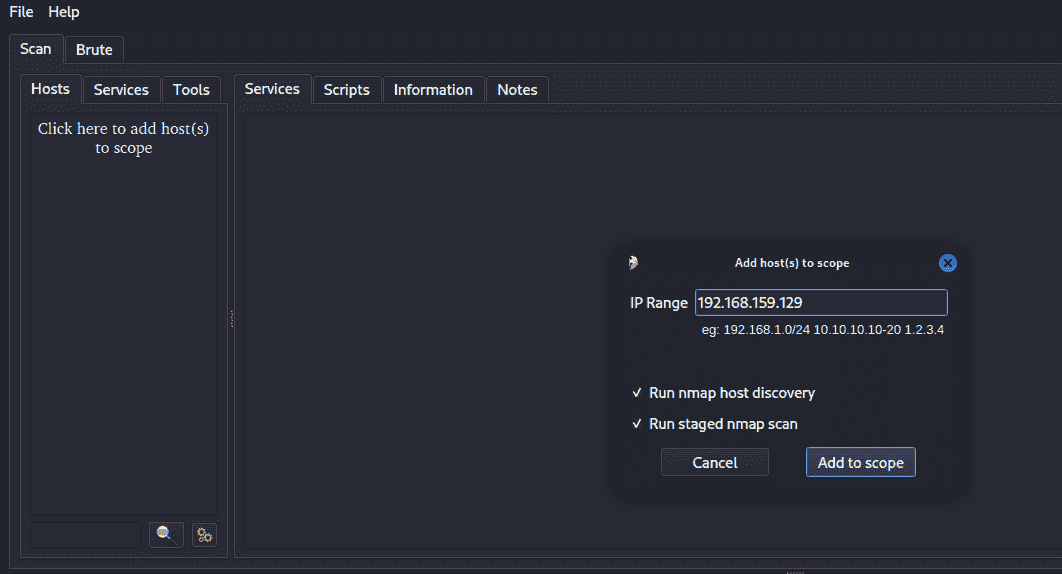 File Help
Scan Brute
Hosts Services Tools
Services Scripts Information Notes
Click here to add host(s)
to scope
Add host(s) to scope
IP Range 192.168.159.129
eg: 192.168.1.0/24 10.10.10.10-20 1.2.3.4
Run nmap host discovery
Run staged nmap scan
Cancel Add to scope